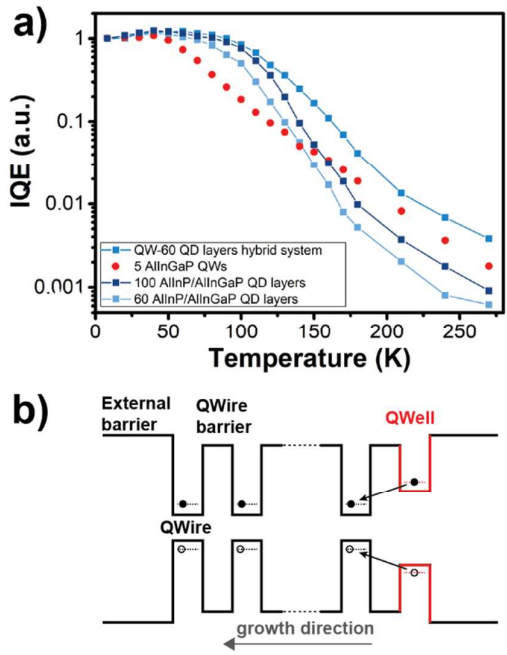 a)
IQE (a.u.)
1
0.1
0.01
0.001
QW-60 QD layers hybrid system
5 AlInGaP QWs
100 AlInP/AlInGaP QD layers
60 AlInP/AlInGaP QD layers
0 50 100 150 200 250
Temperature (K)
b)
External
barrier
QWire
barrier
QWell
QWire
growth direction